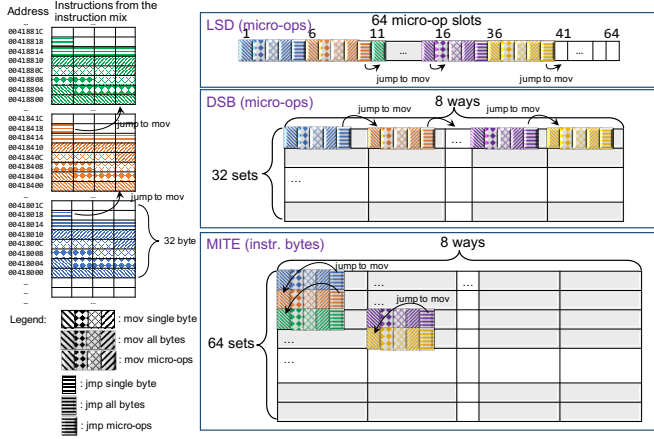 Address
Instructions from the
instruction mix
...
0041881C
00418818
00418814
00418810
0041880C
00418808
00418804
00418800
...
jump to mov
0041841C
00418418
00418414
00418410
0041840C
00418408
00418404
00418400
...
jump to mov
0041801C
00418018
00418014
00418010
0041800C
00418008
00418004
00418000
32 byte
...
...
...
Legend:
: mov single byte
: mov all bytes
: mov micro-ops
: jmp single byte
: jmp all bytes
: jmp micro-ops
LSD (micro-ops)
64 micro-op slots
1 6 11 16 36 41 64
... ...
jump to mov jump to mov jump to mov
DSB (micro-ops)
8 ways
jump to mov
...
32 sets
...
MITE (instr. bytes)
8 ways
jump to mov
... ...
...
jump to mov
64 sets
...
...